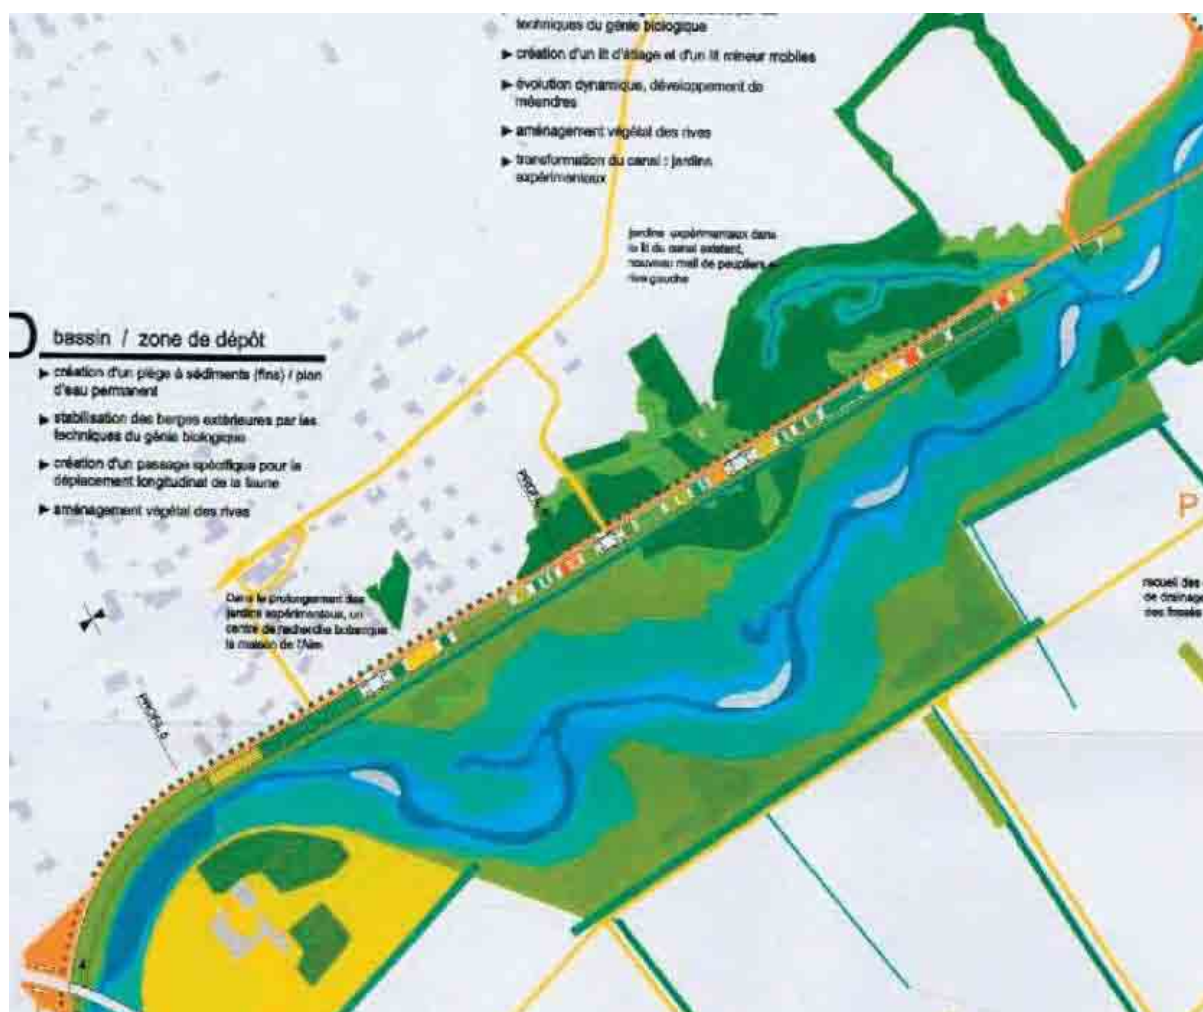 techniques du génie biologique
► création d'un lit d'étiage et d'un lit mineur mobiles
► évolution dynamique, développement de
méandres
► aménagement végétal des rives
► transformation du canal : jardins
expérimentaux
jardins expérimentaux dans
le lit du canal existant,
nouveau mail de peupliers
rive gauche
D bassin / zone de dépôt
► création d'un piège à sédiments (fins) / plan
d'eau permanent
► stabilisation des berges extérieures par les
techniques du génie biologique
► création d'un passage spécifique pour le
déplacement longitudinal de la faune
► aménagement végétal des rives
PROFIL
P
recueil des
de drainage
des fossés
Dans le prolongement des
jardins expérimentaux, un
centre de recherche botanique
la maison de l'Aire
PROFIL 5
4